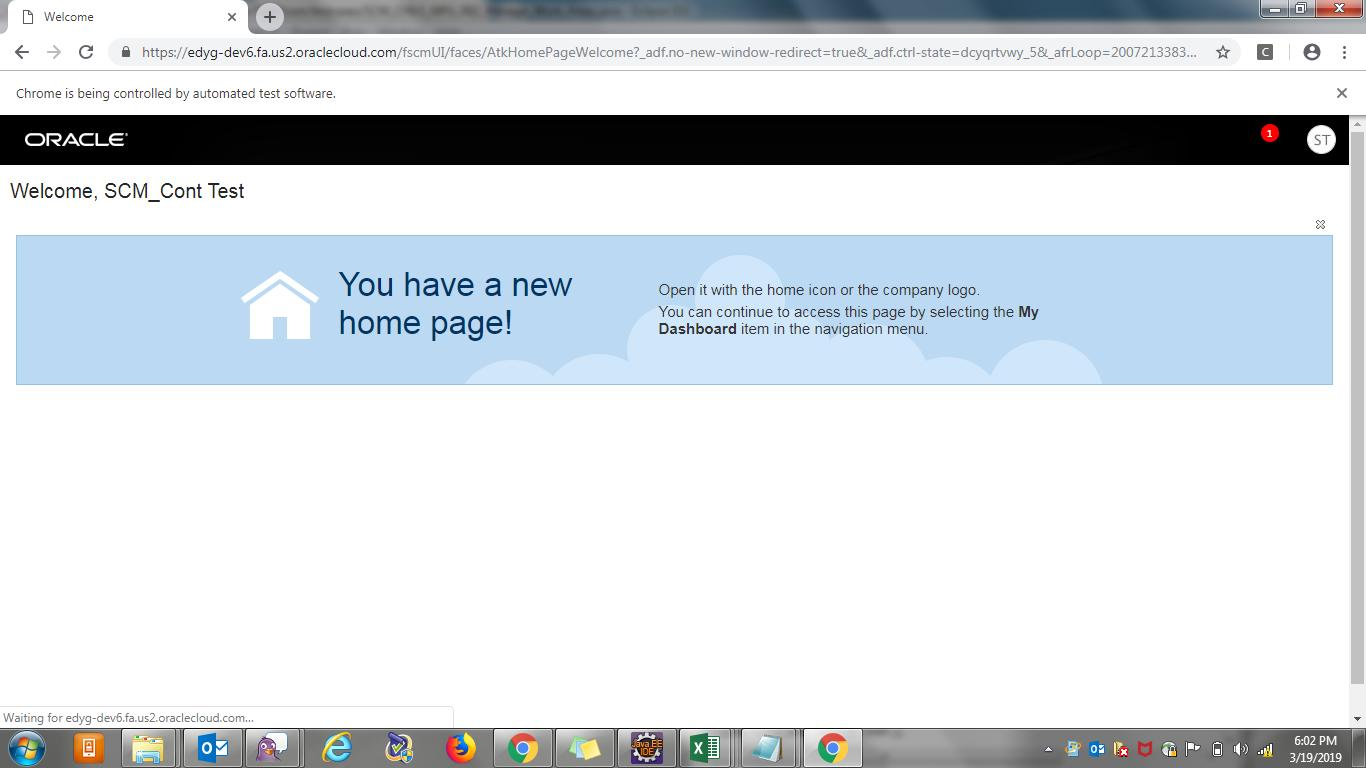 Welcome
https://edyg-dev6.fa.us2.oraclecloud.com/fscmUI/faces/AtkHomePageWelcome?_adf.no-new-window-redirect=true&_adf.ctrl-state=dcyqrtvwy_5&_afrLoop=2007213383...
C
Chrome is being controlled by automated test software.
ORACLE
1
ST
Welcome, SCM_Cont Test
You have a new
home page!
Open it with the home icon or the company logo.
You can continue to access this page by selecting the My
Dashboard item in the navigation menu.
Waiting for edyg-dev6.fa.us2.oraclecloud.com...
Java EE
IDE
6:02 PM
3/19/2019